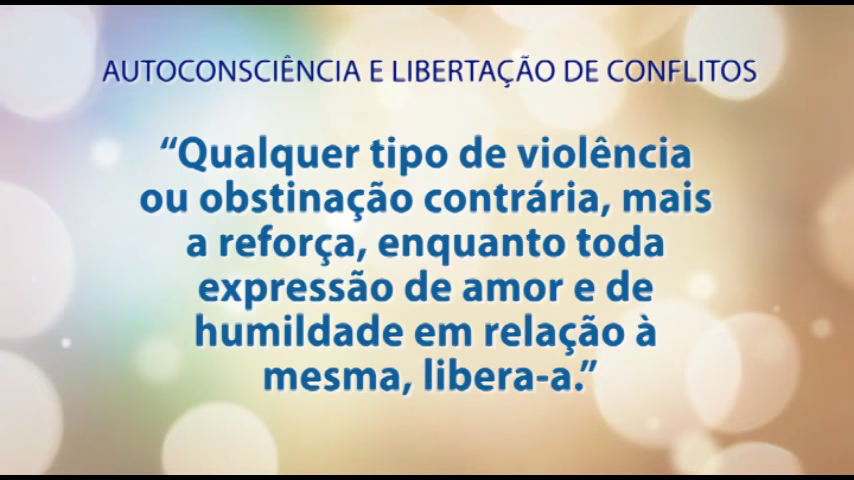 AUTOCONSCIÊNCIA E LIBERTAÇÃO DE CONFLITOS
“Qualquer tipo de violência
ou obstinação contrária, mais
a reforça, enquanto toda
expressão de amor e de
humildade em relação à
mesma, libera-a.”